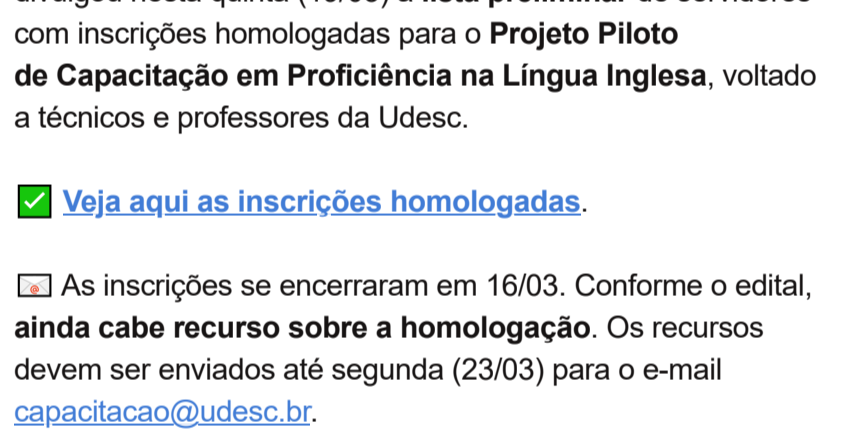 com inscrições homologadas para o Projeto Piloto
de Capacitação em Proficiência na Língua Inglesa, voltado
a técnicos e professores da Udesc.
✅ Veja aqui as inscrições homologadas.
📧 As inscrições se encerraram em 16/03. Conforme o edital,
ainda cabe recurso sobre a homologação. Os recursos
devem ser enviados até segunda (23/03) para o e-mail
capacitacao@udesc.br.